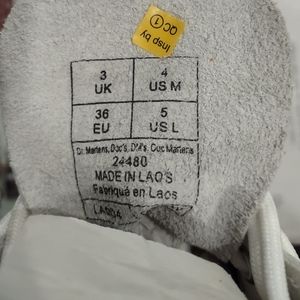 Insp by
QC 1
3 UK
4 US M
36 EU
5 US L
Dr. Martens, Doc's, DM's, Doc Martens
24480
MADE IN LAOS
Fabriqué en Laos
LA004